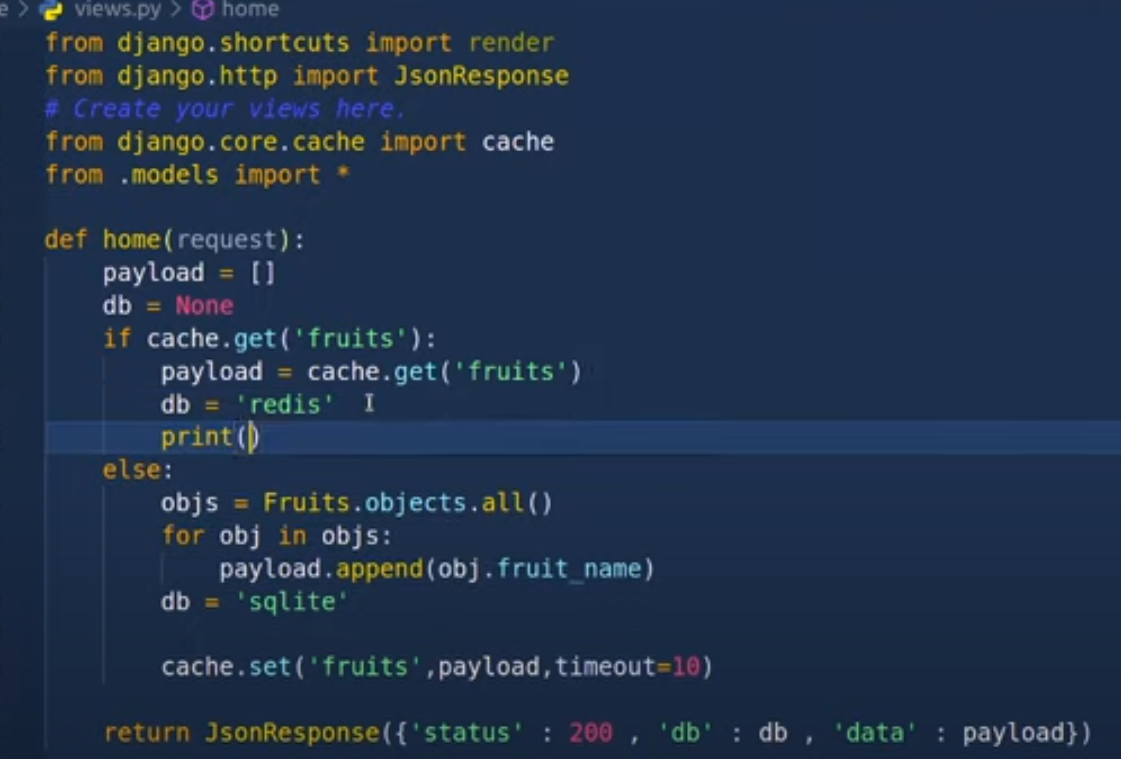 e > views.py > home
from django.shortcuts import render
from django.http import JsonResponse
# Create your views here.
from django.core.cache import cache
from .models import *
def home(request):
    payload = []
    db = None
    if cache.get('fruits'):
        payload = cache.get('fruits')
        db = 'redis'
        print()
    else:
        objs = Fruits.objects.all()
        for obj in objs:
            payload.append(obj.fruit_name)
        db = 'sqlite'
        cache.set('fruits',payload,timeout=10)
    return JsonResponse({'status' : 200 , 'db' : db , 'data' : payload})